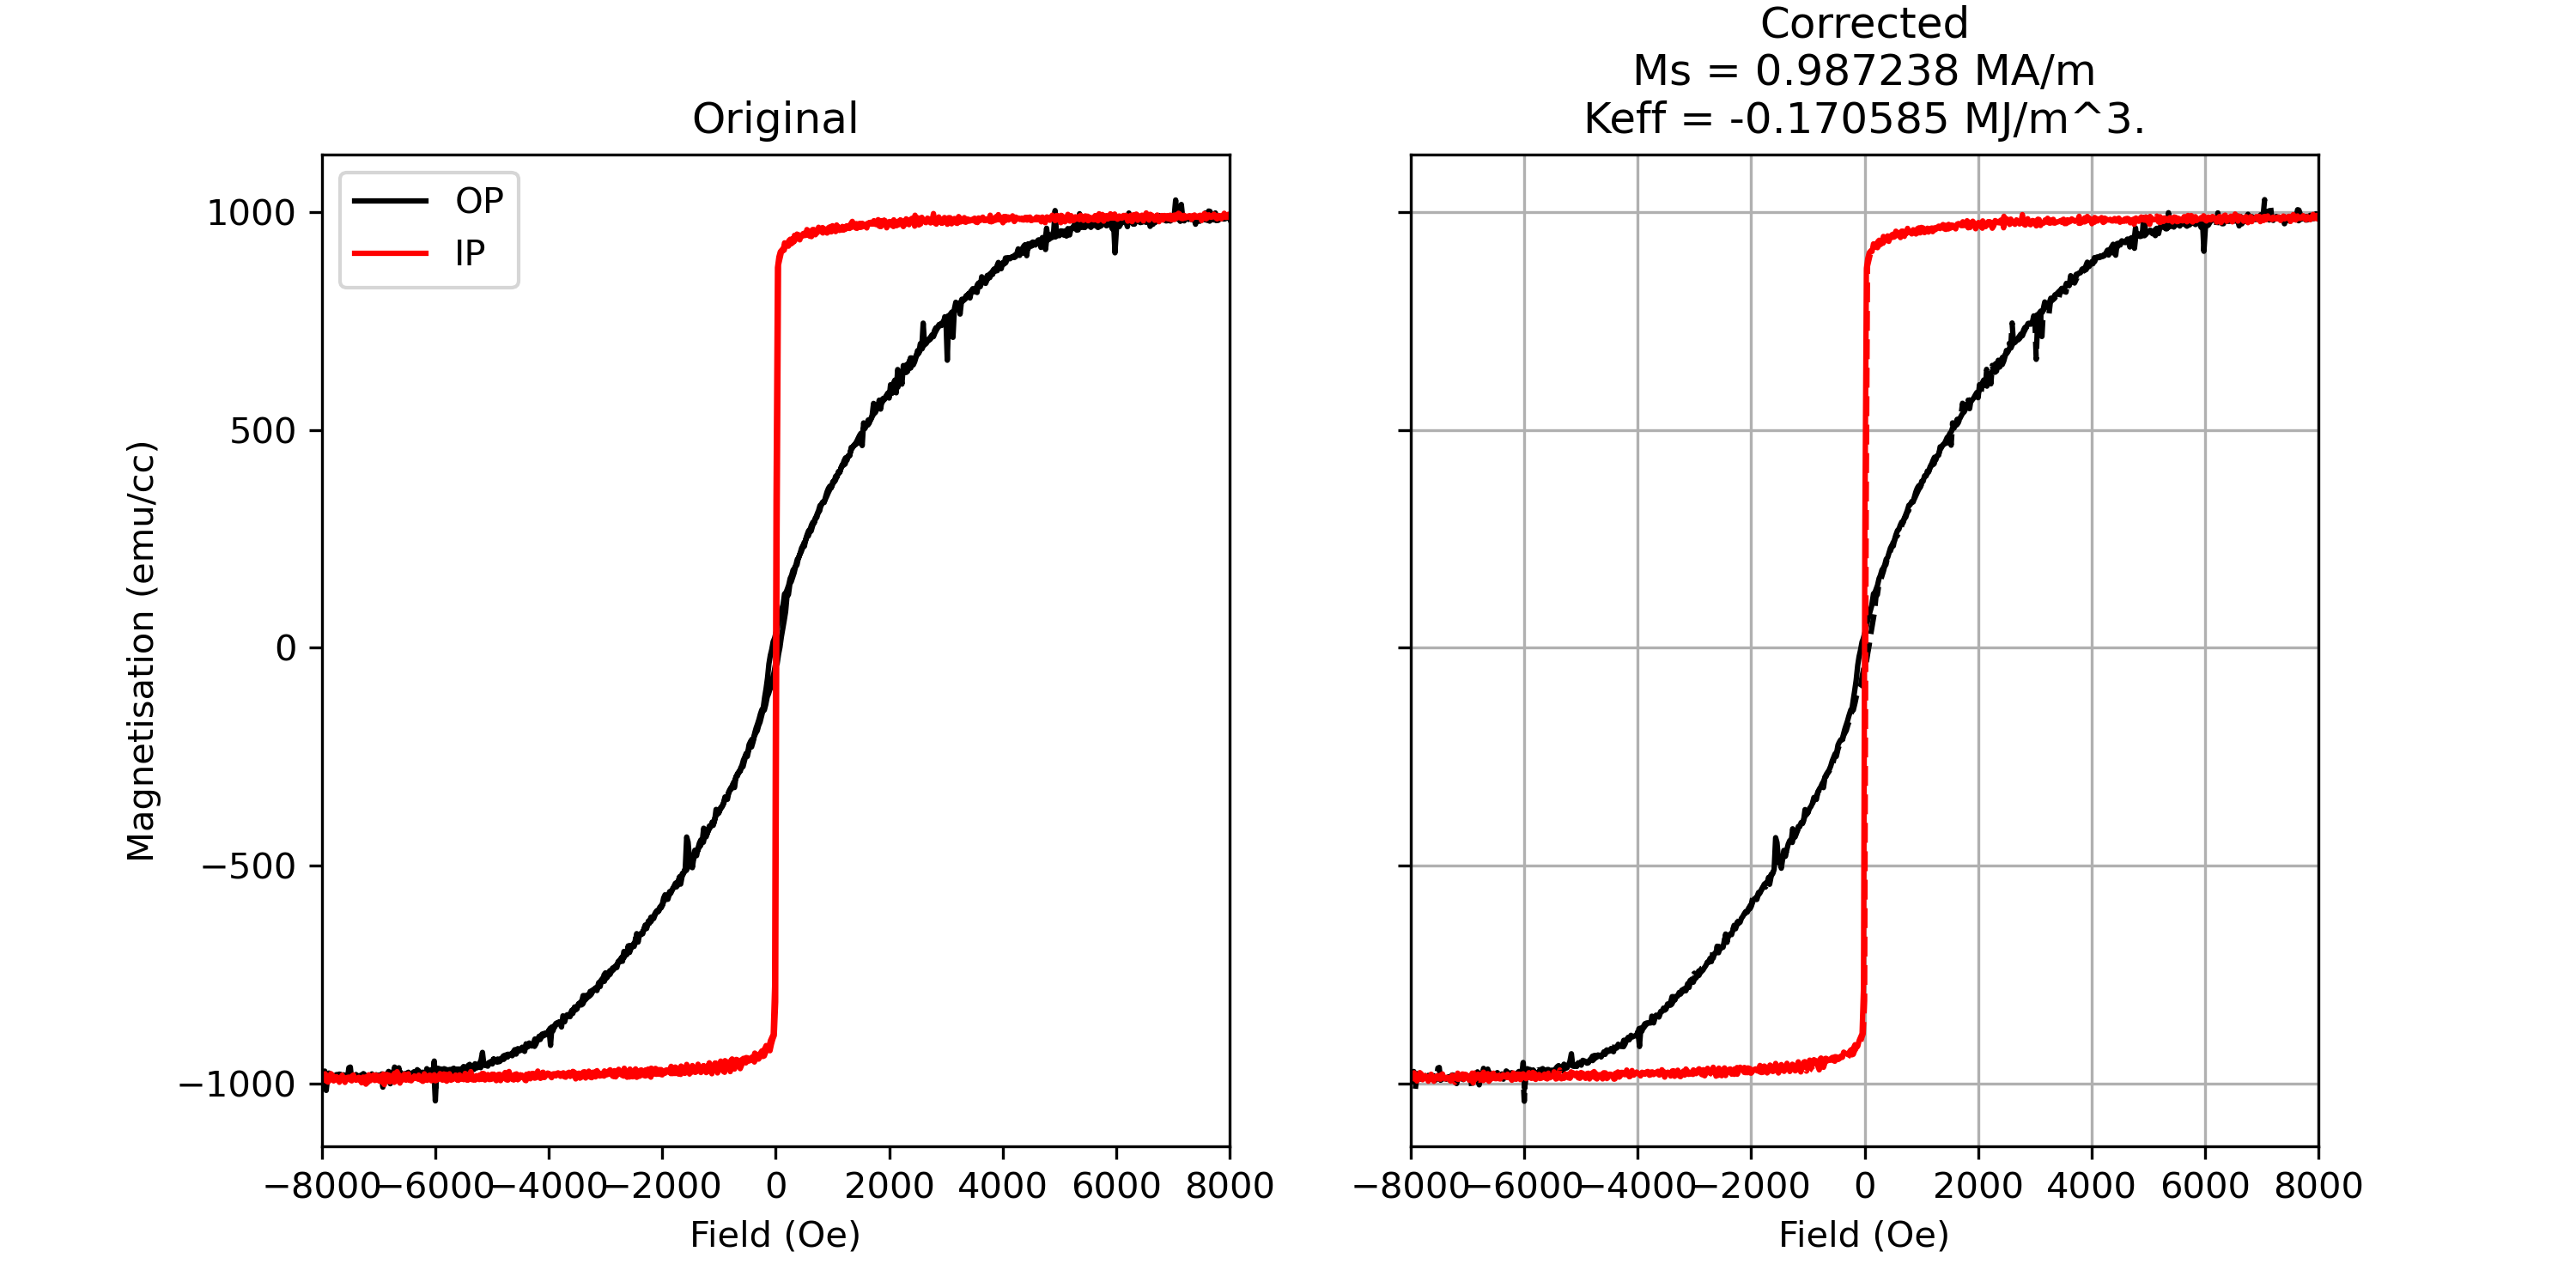 Original
OP
IP
1000
500
0
−500
−1000
Magnetisation (emu/cc)
−8000 −6000 −4000 −2000 0 2000 4000 6000 8000
Field (Oe)
Corrected
Ms = 0.987238 MA/m
Keff = -0.170585 MJ/m^3.
−8000 −6000 −4000 −2000 0 2000 4000 6000 8000
Field (Oe)